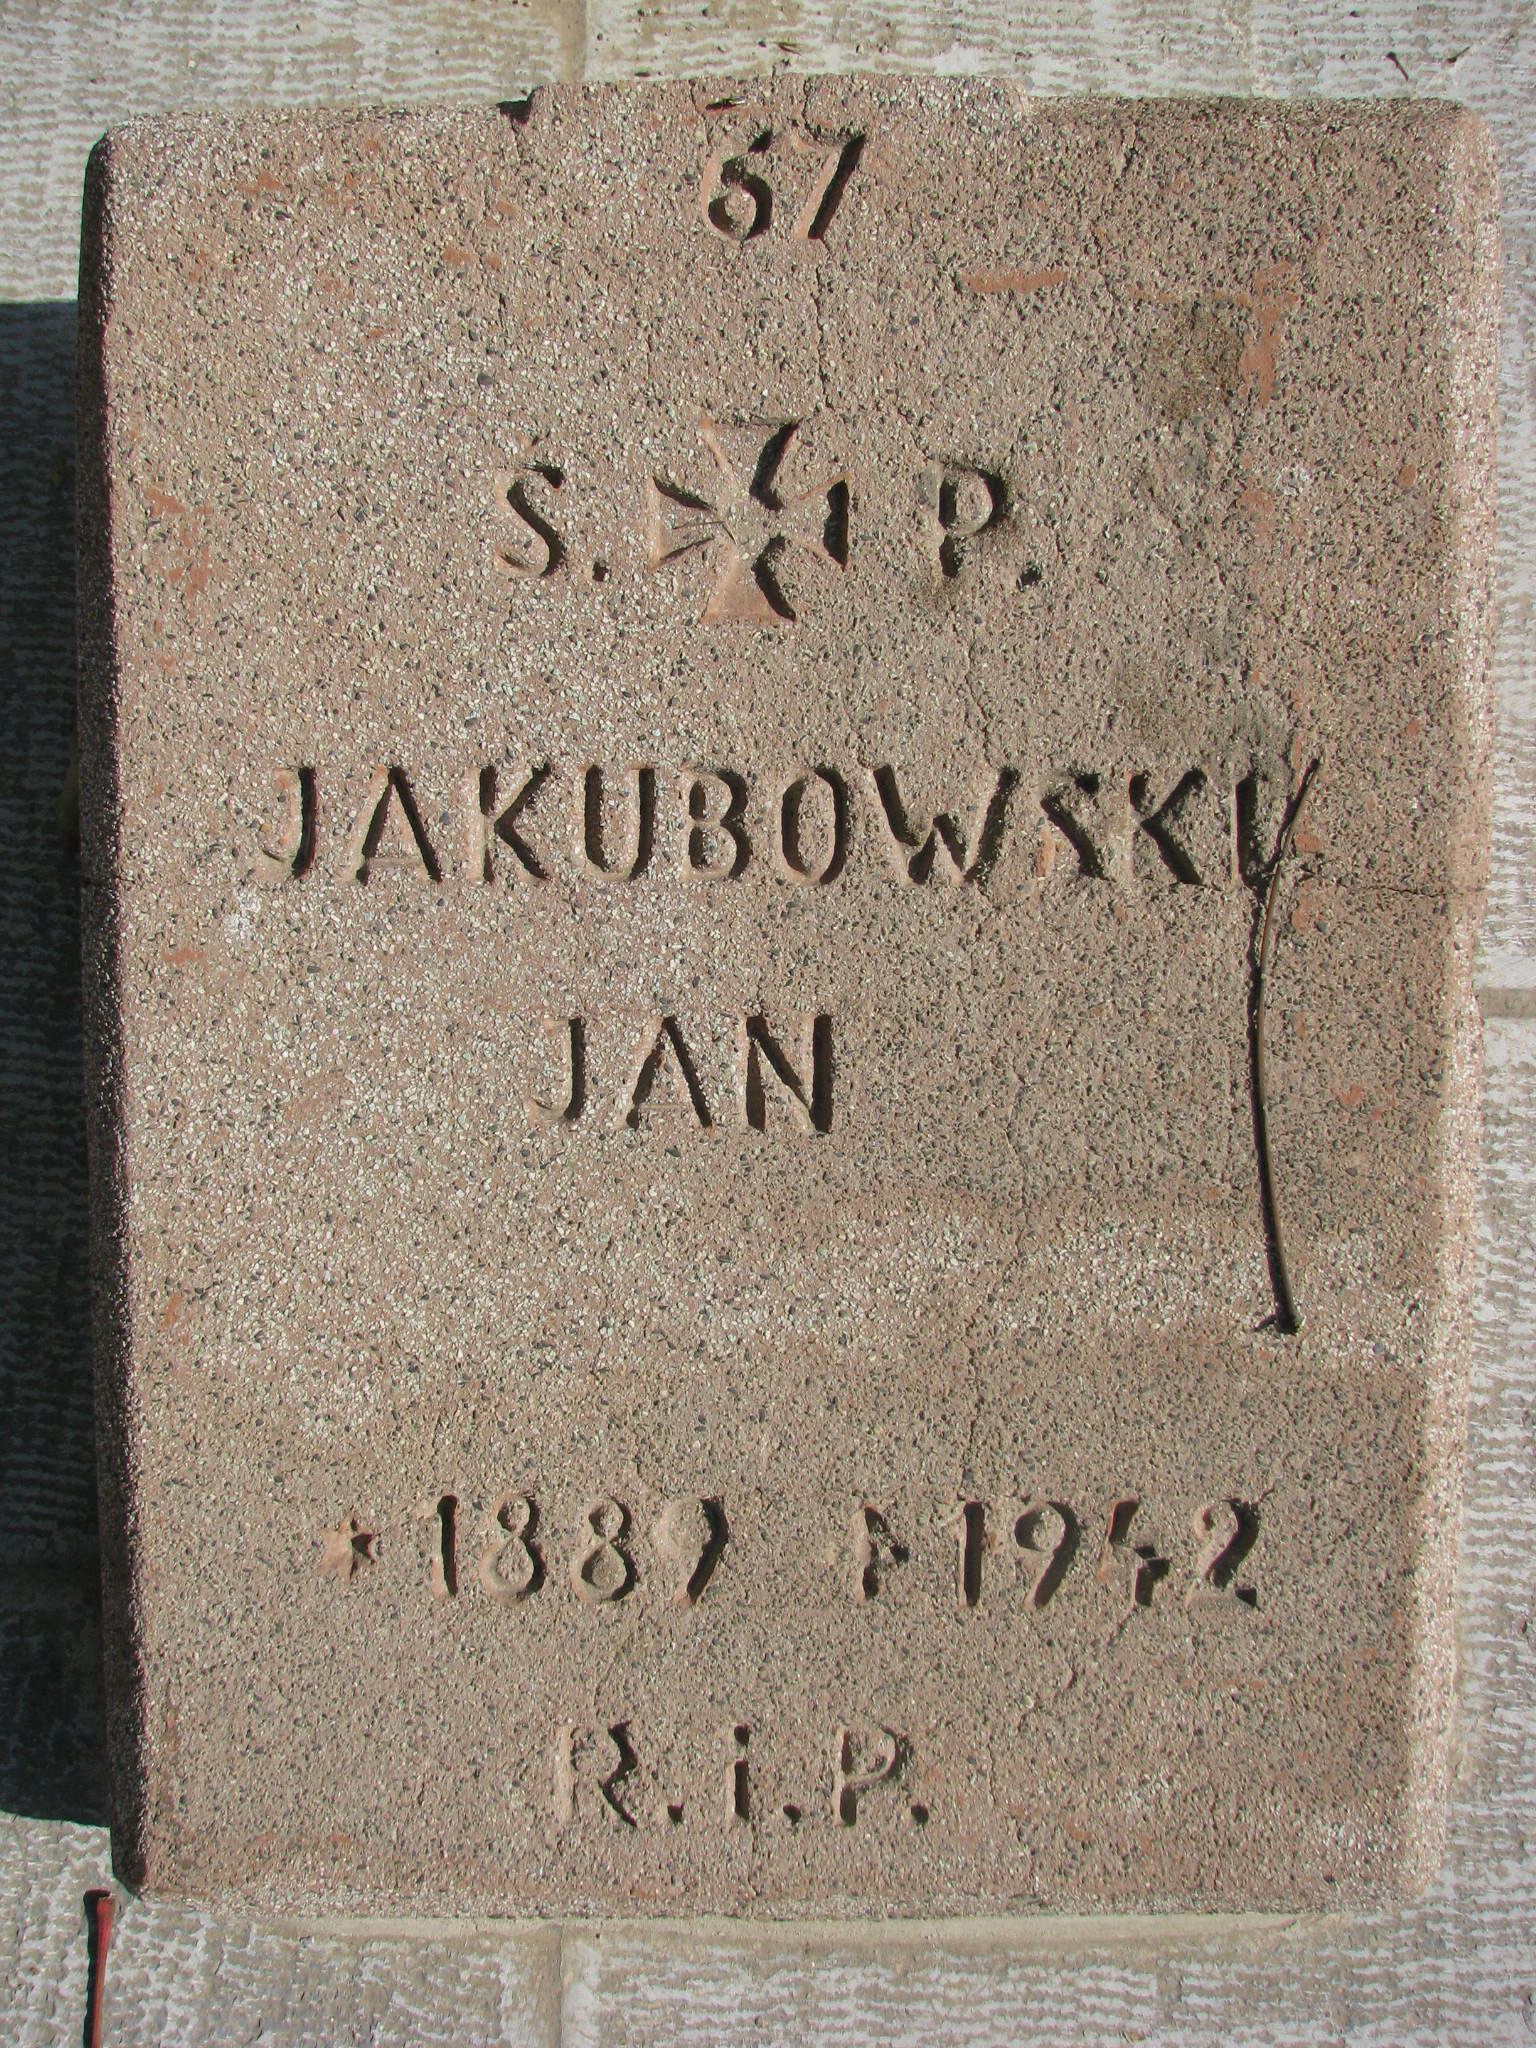 67
Ś. P.
JAKUBOWSKI
JAN
* 1889 † 1942
R.i.P.